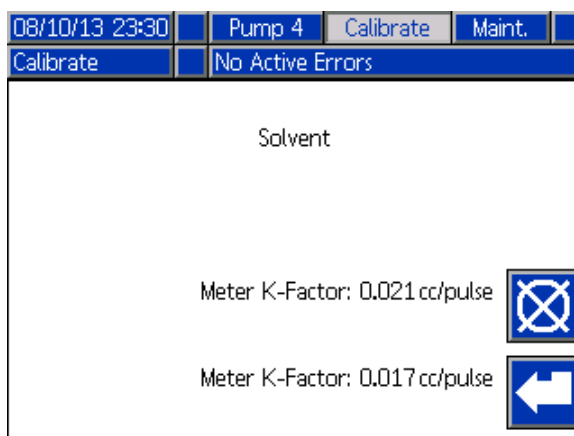 08/10/13 23:30 Pump 4 Calibrate Maint.
Calibrate No Active Errors
Solvent
Meter K-Factor: 0.021 cc/pulse
Meter K-Factor: 0.017 cc/pulse